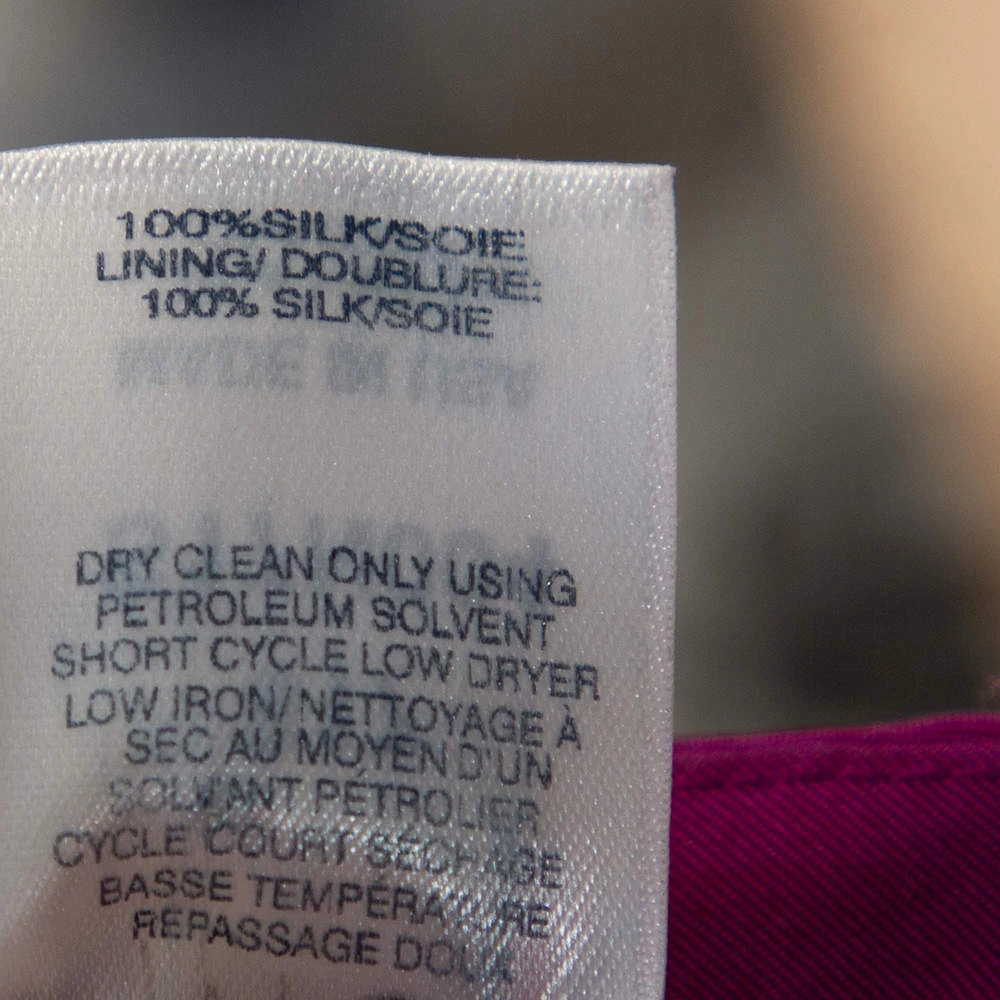 100%SILK/SOIE
LINING/ DOUBLURE:
100% SILK/SOIE
DRY CLEAN ONLY USING
PETROLEUM SOLVENT
SHORT CYCLE LOW DRYER
LOW IRON/NETTOYAGE À
SEC AU MOYEN D'UN
SOLVANT PÉTROLIER
CYCLE COURT SÉCHAGE
BASSE TEMPÉRATURE
REPASSAGE DOUX